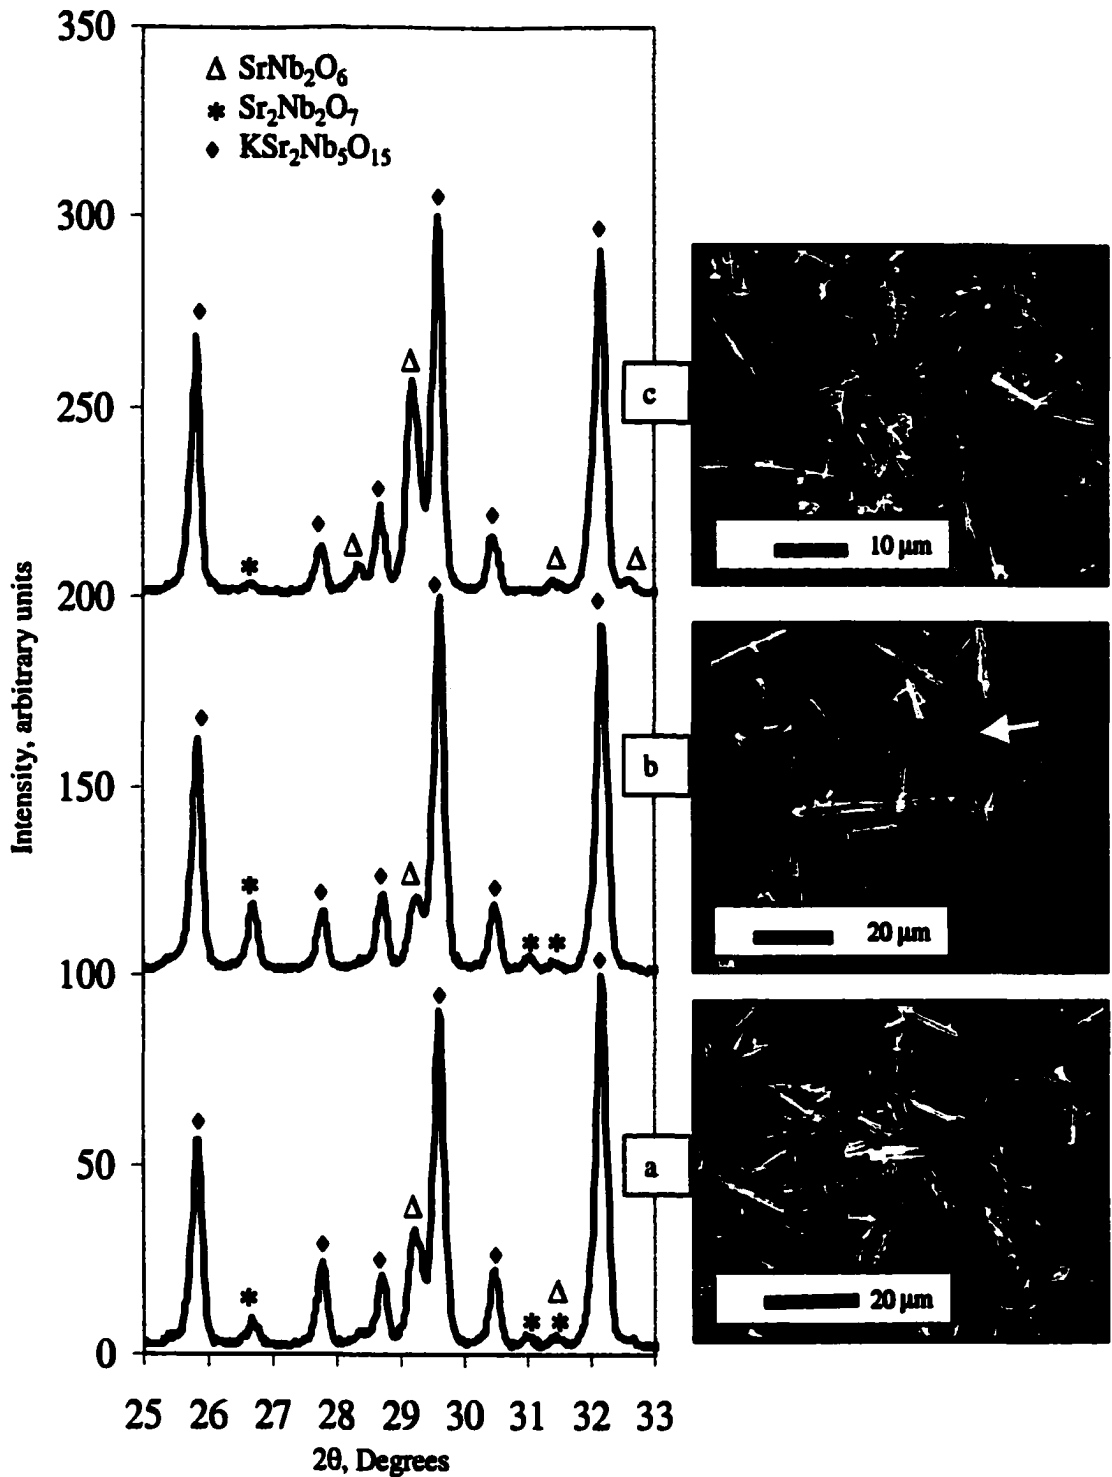 350
300
250
200
150
100
50
0
Intensity, arbitrary units
Δ SrNb₂O₆
* Sr₂Nb₂O₇
♦ KSr₂Nb₅O₁₅
c
10 μm
b
20 μm
a
20 μm
25 26 27 28 29 30 31 32 33
2θ, Degrees